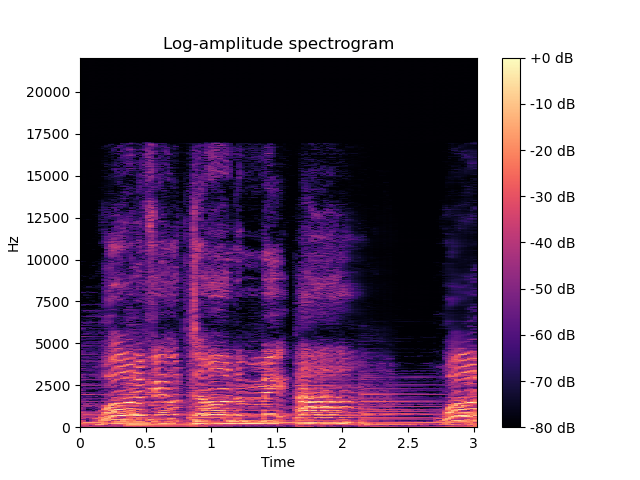 Log-amplitude spectrogram
+0 dB
20000
-10 dB
17500
-20 dB
15000
-30 dB
12500
Hz
-40 dB
10000
-50 dB
7500
-60 dB
5000
-70 dB
2500
0
-80 dB
0 0.5 1 1.5 2 2.5 3
Time